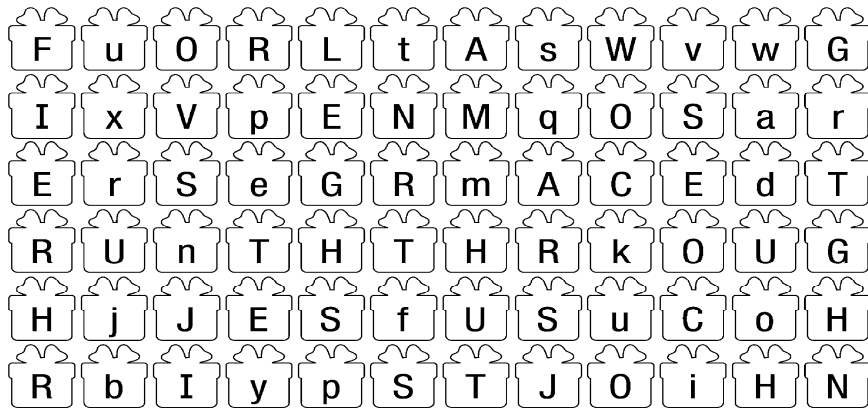 F u O R L t A s W v w G
I x V p E N M q O S a r
E r S e G R m A C E d T
R U n T H T H R k O U G
H j J E S f U S u C o H
R b I y p S T J O i H N